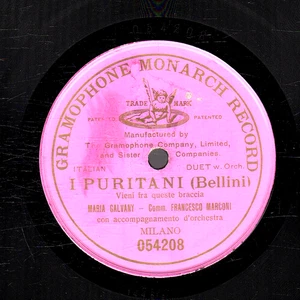 GRAMOPHONE MONARCH RECORD
TRADE MARK
PATENTED PATENTED
Manufactured by
The Gramophone Company, Limited,
and Sister Companies.
ITALIAN DUET w. Orch.
I PURITANI (Bellini)
Vieni fra queste braccia
MARIA GALVANY - Comm. FRANCESCO MARCONI
con accompagnamento d'orchestra
MILANO
054208